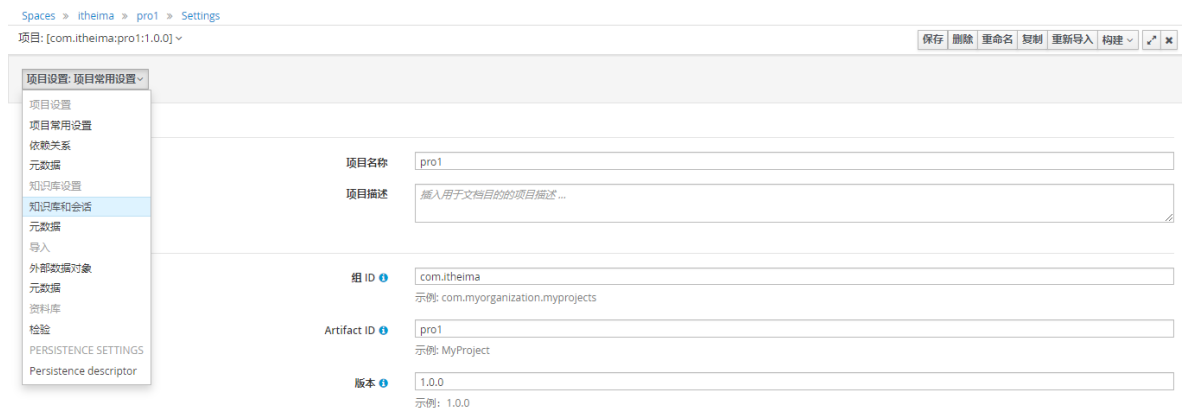 Spaces » itheima » pro1 » Settings
项目: [com.itheima:pro1:1.0.0]
保存 删除 重命名 复制 重新导入 构建
项目设置: 项目常用设置
项目设置
项目常用设置
依赖关系
元数据
知识库设置
知识库和会话
元数据
导入
外部数据对象
元数据
资料库
检验
PERSISTENCE SETTINGS
Persistence descriptor
项目名称 pro1
项目描述 插入用于文档目的的项目描述 ...
组 ID com.itheima
示例: com.myorganization.myprojects
Artifact ID pro1
示例: MyProject
版本 1.0.0
示例：1.0.0